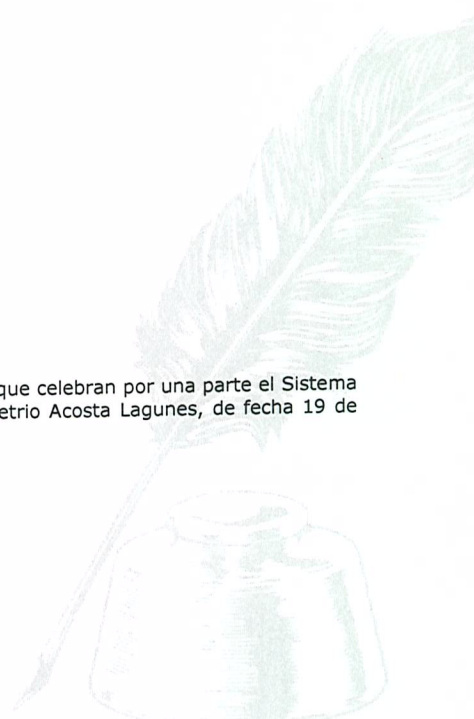 que celebran por una parte el Sistema
etrio Acosta Lagunes, de fecha 19 de